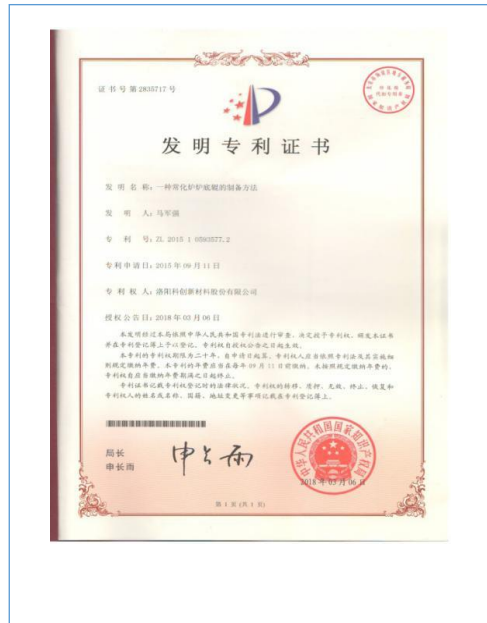 证书号第2835717号
发明专利证书
发 明 名 称：一种常化炉炉底辊的制备方法
发 明 人：马军强
专 利 号：ZL 2015 1 0593577.2
专利申请日：2015年09月11日
专 利 权 人：洛阳科创新材料股份有限公司
授权公告日：2018年03月06日
本发明经过本局依照中华人民共和国专利法进行审查，决定授予专利权，颁发本证书
并在专利登记簿上予以登记。专利权自授权公告之日起生效。
本专利的专利权期限为二十年，自申请日起算。专利权人应当依照专利法及其实施细
则规定缴纳年费。本专利的年费应当在每年09月11日前缴纳。未按照规定缴纳年费的，
专利权自应当缴纳年费期满之日起终止。
专利证书记载专利权登记时的法律状况。专利权的转移、质押、无效、终止、恢复和
专利权人的姓名或名称、国籍、地址变更等事项记载在专利登记簿上。
局长
申长雨
申长雨
中华人民共和国国家知识产权局
2018年03月06日
第 1 页 (共 1 页)